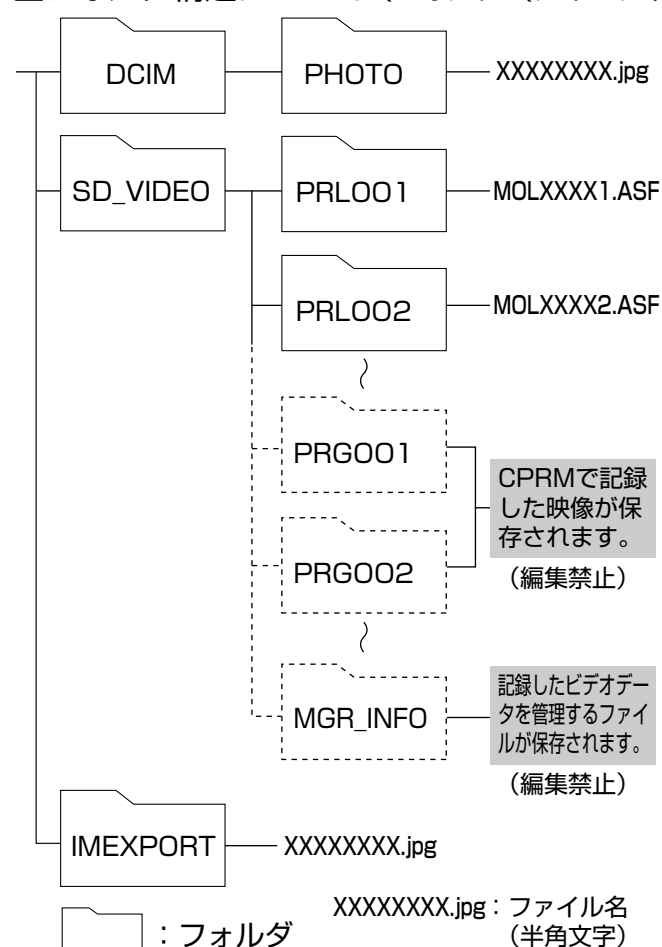 DCIM
PHOTO
XXXXXXXX.jpg
SD_VIDEO
PRL001
MOLXXXX1.ASF
PRL002
MOLXXXX2.ASF
PRG001
CPRMで記録
した映像が保
存されます。
PRG002
（編集禁止）
MGR_INFO
記録したビデオデー
タを管理するファイ
ルが保存されます。
（編集禁止）
IMEXPORT
XXXXXXXX.jpg
：フォルダ
XXXXXXXX.jpg：ファイル名
（半角文字）